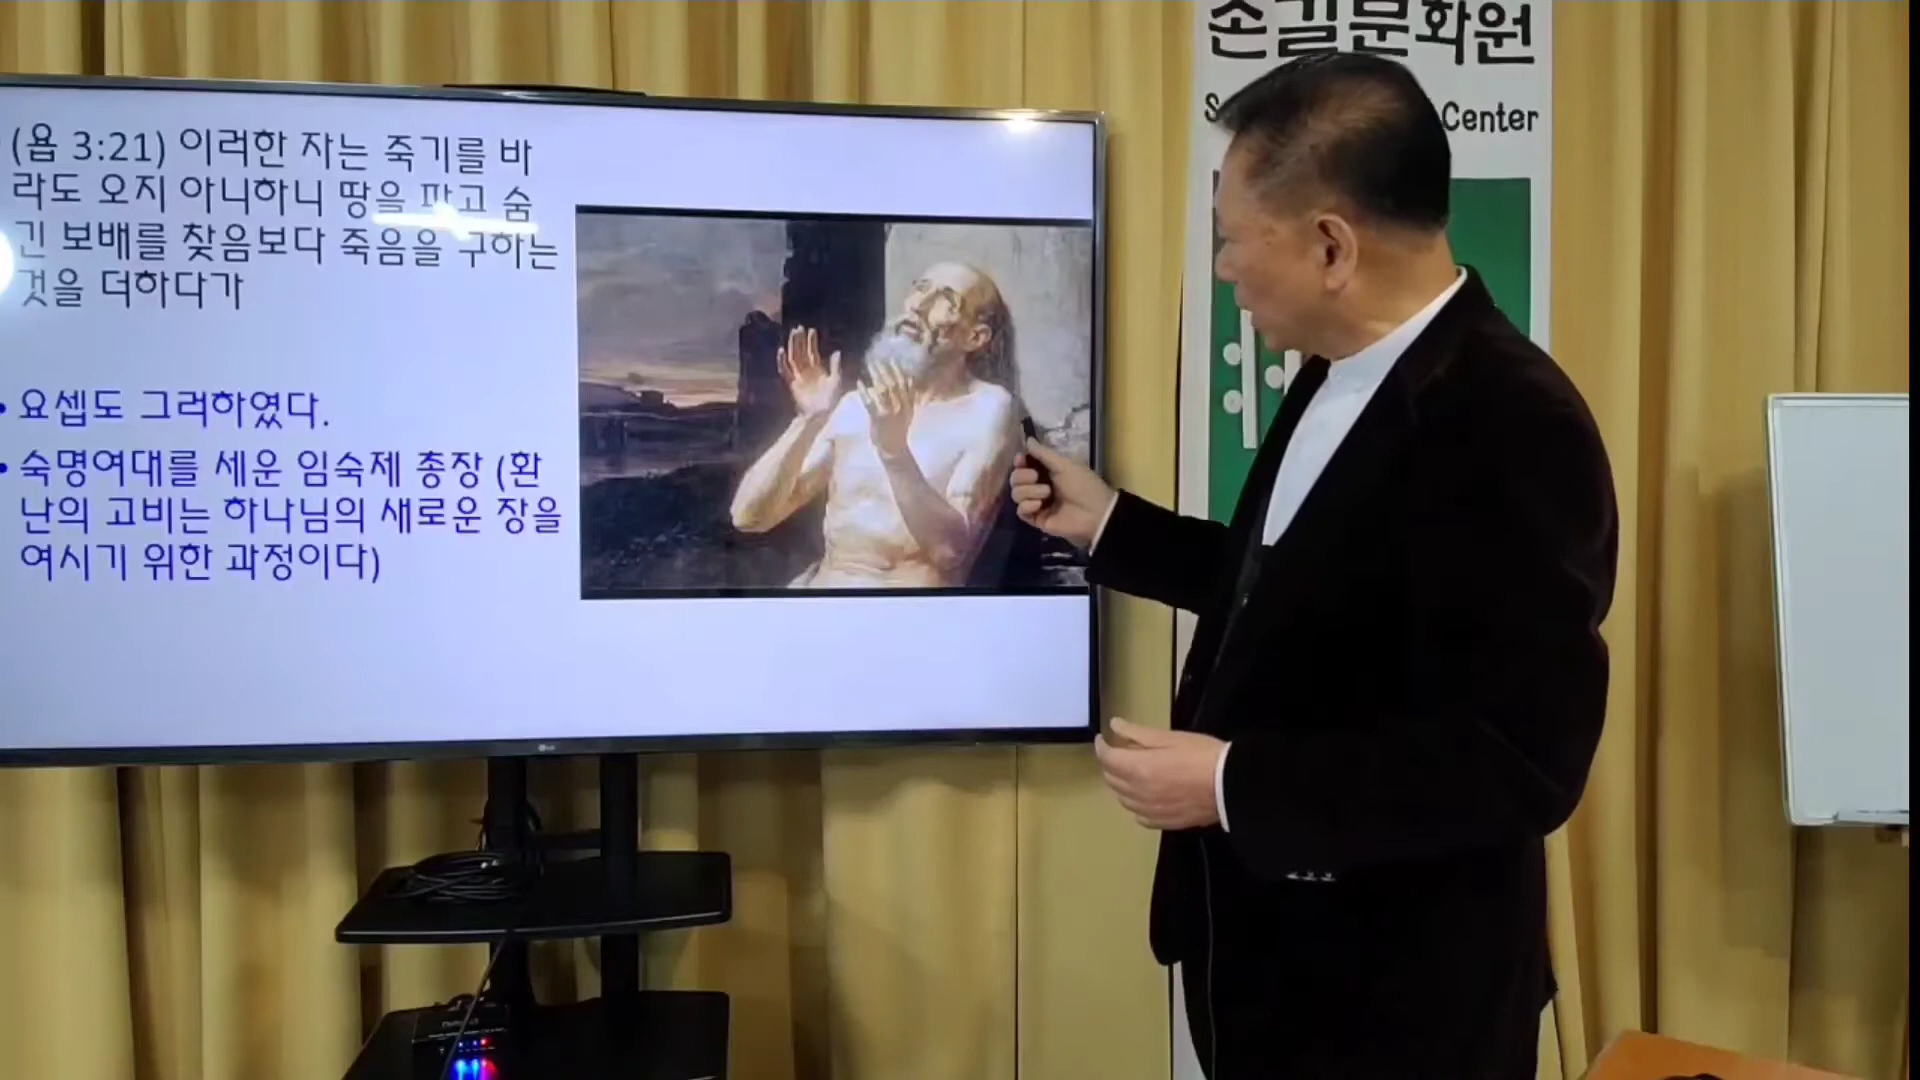 손길문화원
Center
(욥 3:21) 이러한 자는 죽기를 바
라도 오지 아니하니 땅을 파고 숨
긴 보배를 찾음보다 죽음을 구하는
것을 더하다가
• 요셉도 그러하였다.
• 숙명여대를 세운 임숙제 총장 (환
난의 고비는 하나님의 새로운 장을
여시기 위한 과정이다)
LG